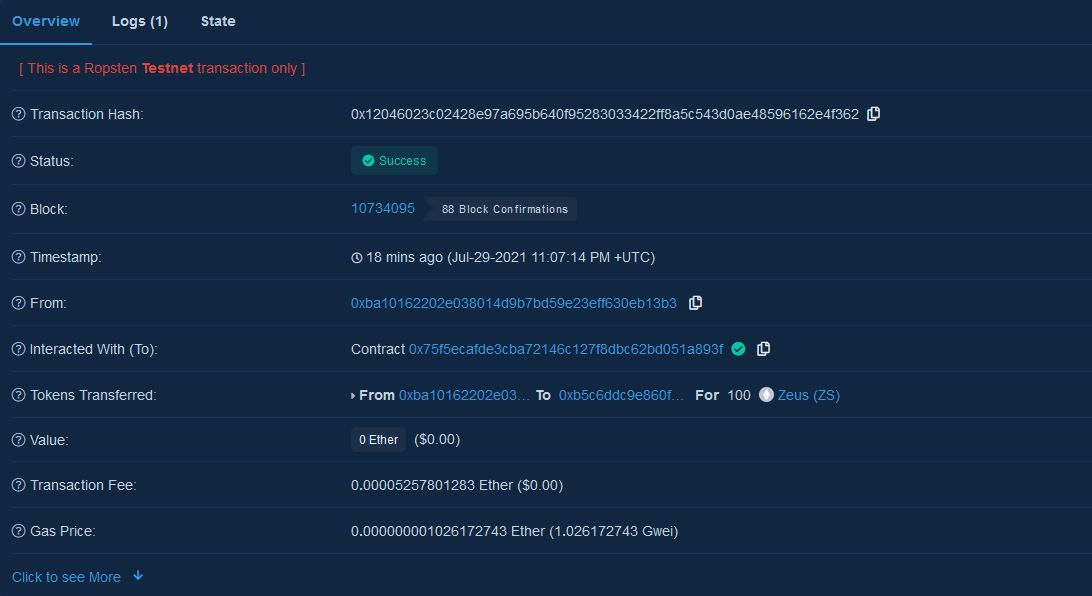 Overview Logs (1) State
[ This is a Ropsten Testnet transaction only ]
Transaction Hash: 0x12046023c02428e97a695b640f95283033422ff8a5c543d0ae48596162e4f362
Status: Success
Block: 10734095 88 Block Confirmations
Timestamp: 18 mins ago (Jul-29-2021 11:07:14 PM +UTC)
From: 0xba10162202e038014d9b7bd59e23eff630eb13b3
Interacted With (To): Contract 0x75f5ecafde3cba72146c127f8dbc62bd051a893f
Tokens Transferred: From 0xba10162202e03... To 0xb5c6ddc9e860f... For 100 Zeus (ZS)
Value: 0 Ether ($0.00)
Transaction Fee: 0.00005257801283 Ether ($0.00)
Gas Price: 0.000000001026172743 Ether (1.026172743 Gwei)
Click to see More